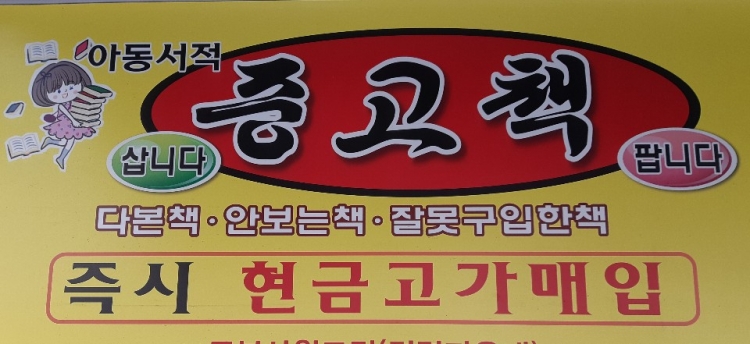 아동서적
중고책
삽니다
팝니다
다본책·안보는책·잘못구입한책
즉시 현금고가매입